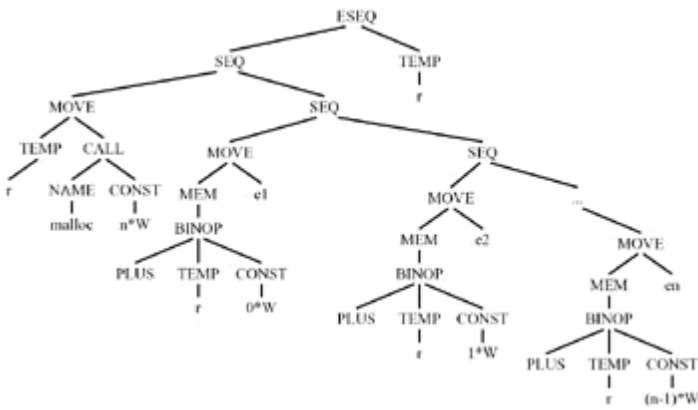 ESEQ
SEQ TEMP
r
MOVE SEQ
TEMP CALL MOVE SEQ
r NAME CONST MEM e1 MOVE ...
malloc n*W BINOP MEM e2 MOVE
PLUS TEMP CONST BINOP MEM en
r 0*W PLUS TEMP CONST BINOP
r 1*W PLUS TEMP CONST
r (n-1)*W